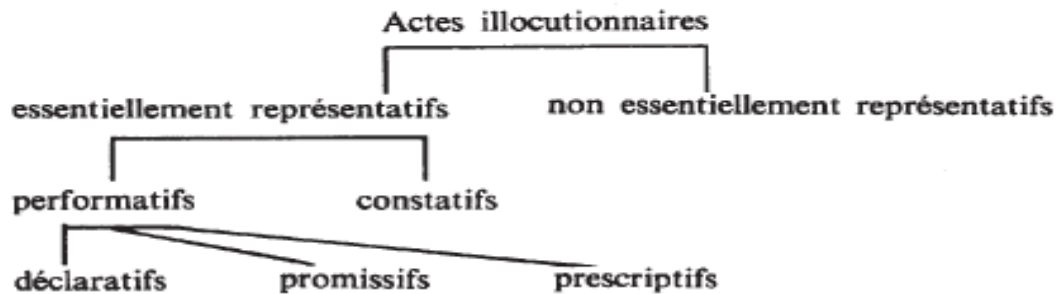 Actes illocutionnaires
essentiellement représentatifs non essentiellement représentatifs
performatifs constatifs
déclaratifs promissifs prescriptifs